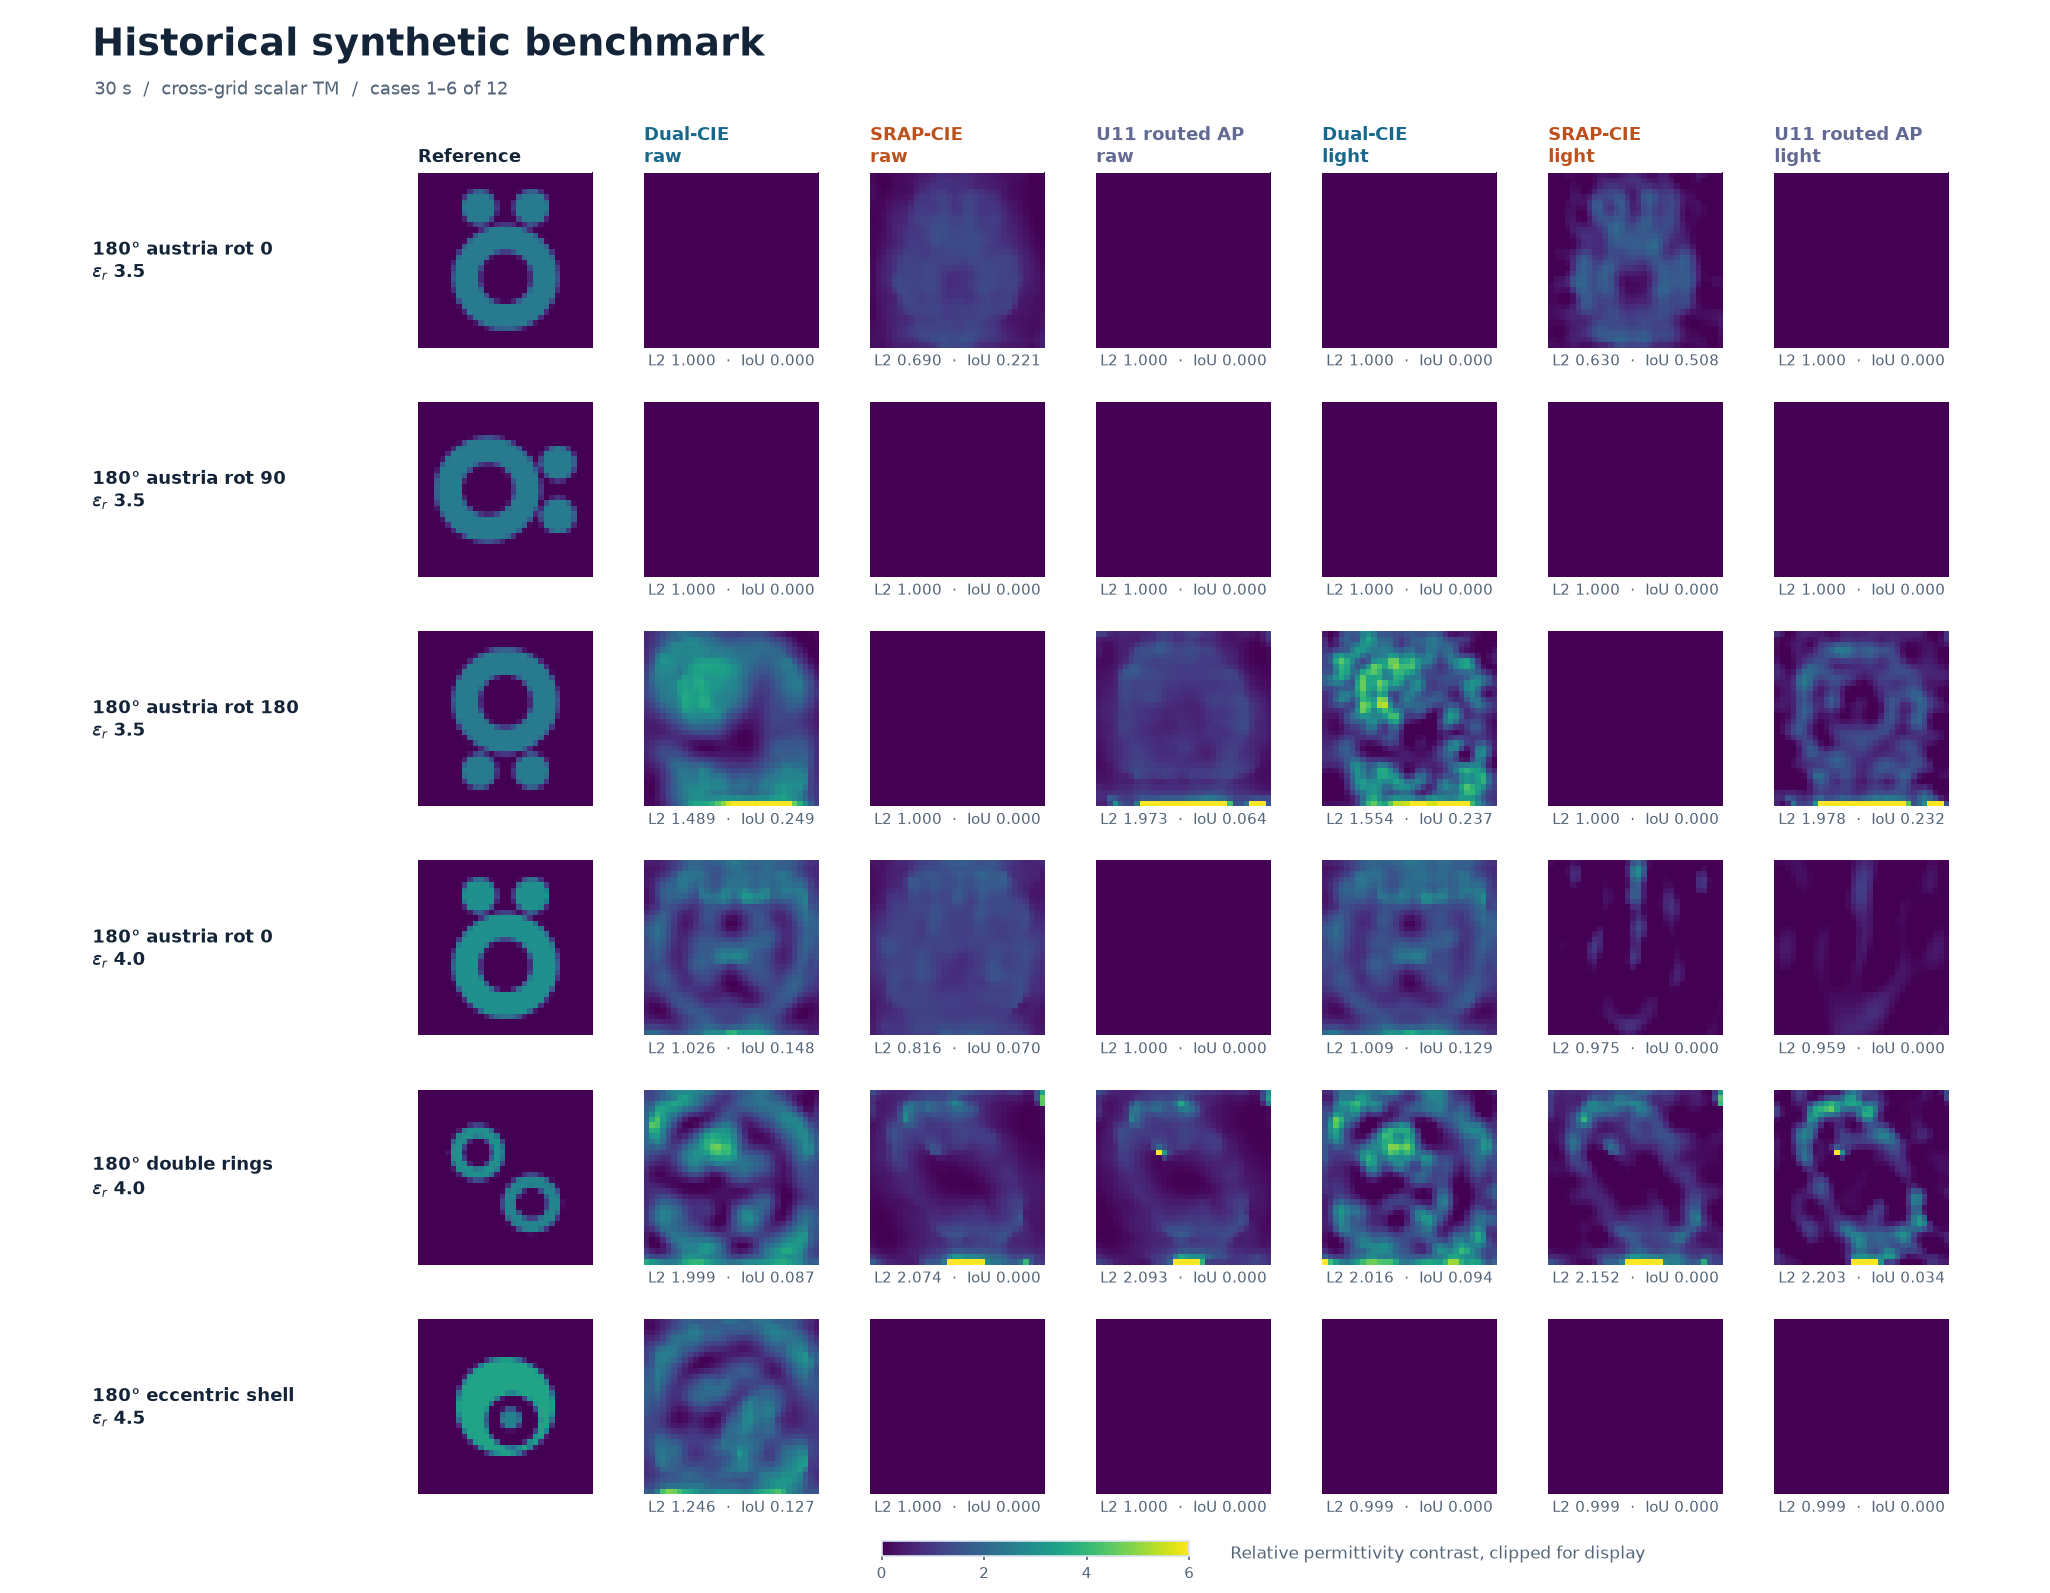 Historical synthetic benchmark
30 s / cross-grid scalar TM / cases 1–6 of 12
Reference
Dual-CIE
raw
SRAP-CIE
raw
U11 routed AP
raw
Dual-CIE
light
SRAP-CIE
light
U11 routed AP
light
180° austria rot 0
εr 3.5
L2 1.000 · IoU 0.000
L2 0.690 · IoU 0.221
L2 1.000 · IoU 0.000
L2 1.000 · IoU 0.000
L2 0.630 · IoU 0.508
L2 1.000 · IoU 0.000
180° austria rot 90
εr 3.5
L2 1.000 · IoU 0.000
L2 1.000 · IoU 0.000
L2 1.000 · IoU 0.000
L2 1.000 · IoU 0.000
L2 1.000 · IoU 0.000
L2 1.000 · IoU 0.000
180° austria rot 180
εr 3.5
L2 1.489 · IoU 0.249
L2 1.000 · IoU 0.000
L2 1.973 · IoU 0.064
L2 1.554 · IoU 0.237
L2 1.000 · IoU 0.000
L2 1.978 · IoU 0.232
180° austria rot 0
εr 4.0
L2 1.026 · IoU 0.148
L2 0.816 · IoU 0.070
L2 1.000 · IoU 0.000
L2 1.009 · IoU 0.129
L2 0.975 · IoU 0.000
L2 0.959 · IoU 0.000
180° double rings
εr 4.0
L2 1.999 · IoU 0.087
L2 2.074 · IoU 0.000
L2 2.093 · IoU 0.000
L2 2.016 · IoU 0.094
L2 2.152 · IoU 0.000
L2 2.203 · IoU 0.034
180° eccentric shell
εr 4.5
L2 1.246 · IoU 0.127
L2 1.000 · IoU 0.000
L2 1.000 · IoU 0.000
L2 0.999 · IoU 0.000
L2 0.999 · IoU 0.000
L2 0.999 · IoU 0.000
0 2 4 6
Relative permittivity contrast, clipped for display